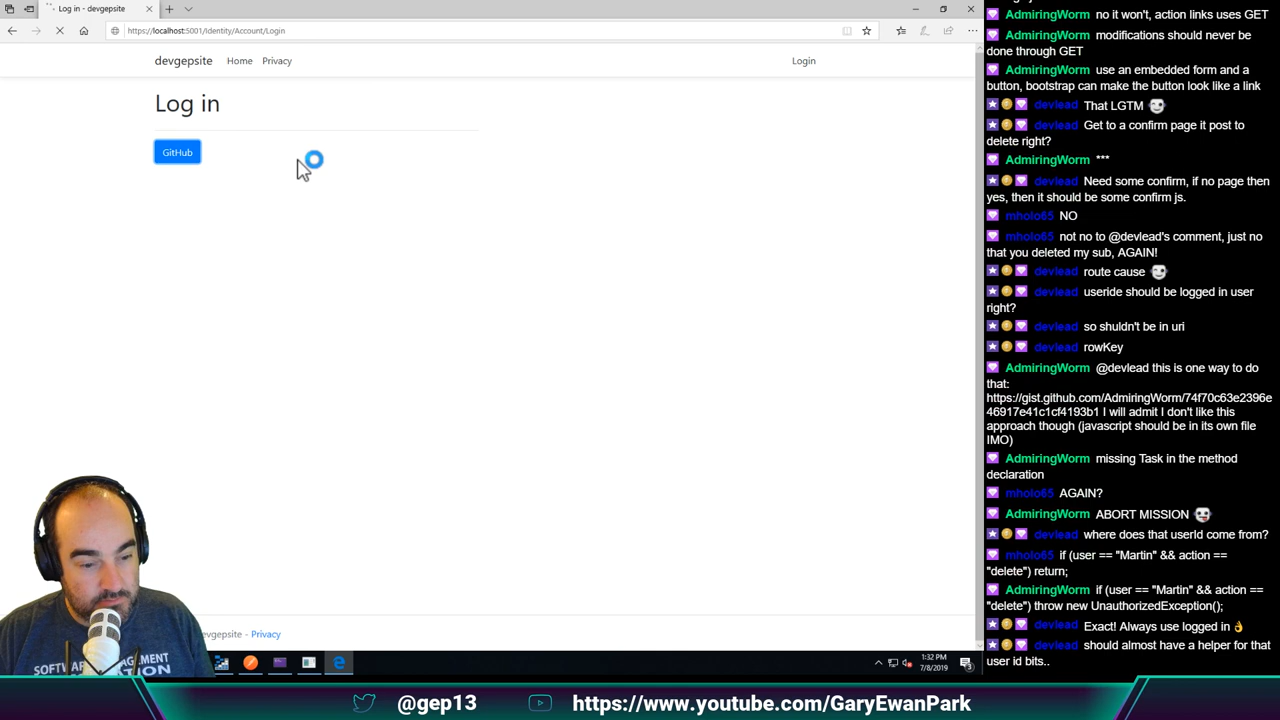 Log in - devgepsite
https://localhost:5001/Identity/Account/Login
devgepsite Home Privacy Login
Log in
GitHub
devgepsite - Privacy
SOFTWARE MANAGEMENT
1:32 PM
7/8/2019
3
@gep13 https://www.youtube.com/GaryEwanPark
AdmiringWorm no it won't, action links uses GET
AdmiringWorm modifications should never be
done through GET
AdmiringWorm use an embedded form and a
button, bootstrap can make the button look like a link
devlead That LGTM
devlead Get to a confirm page it post to
delete right?
AdmiringWorm ***
devlead Need some confirm, if no page then
yes, then it should be some confirm js.
mholo65 NO
mholo65 not no to @devlead's comment, just no
that you deleted my sub, AGAIN!
devlead route cause
devlead useride should be logged in user
right?
devlead so shuldn't be in uri
devlead rowKey
AdmiringWorm @devlead this is one way to do
that:
https://gist.github.com/AdmiringWorm/74f70c63e2396e
46917e41c1cf4193b1 I will admit I don't like this
approach though (javascript should be in its own file
IMO)
AdmiringWorm missing Task in the method
declaration
mholo65 AGAIN?
AdmiringWorm ABORT MISSION
devlead where does that userId come from?
mholo65 if (user == "Martin" && action ==
"delete") return;
AdmiringWorm if (user == "Martin" && action ==
"delete") throw new UnauthorizedException();
devlead Exact! Always use logged in 👌
devlead should almost have a helper for that
user id bits..